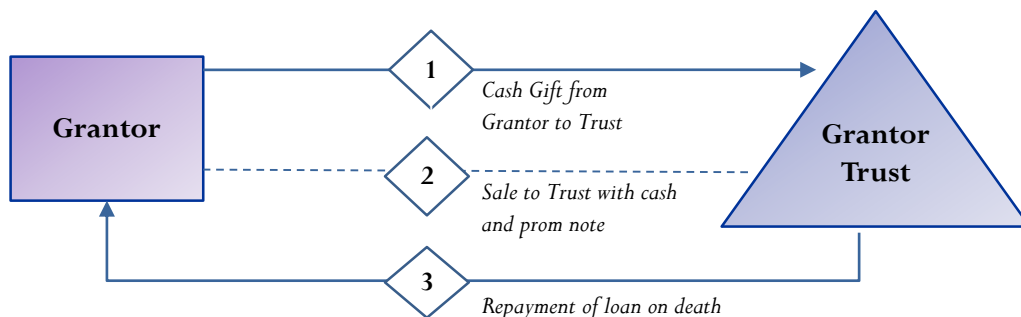 Grantor
1
Cash Gift from
Grantor to Trust
2
Sale to Trust with cash
and prom note
3
Repayment of loan on death
Grantor
Trust